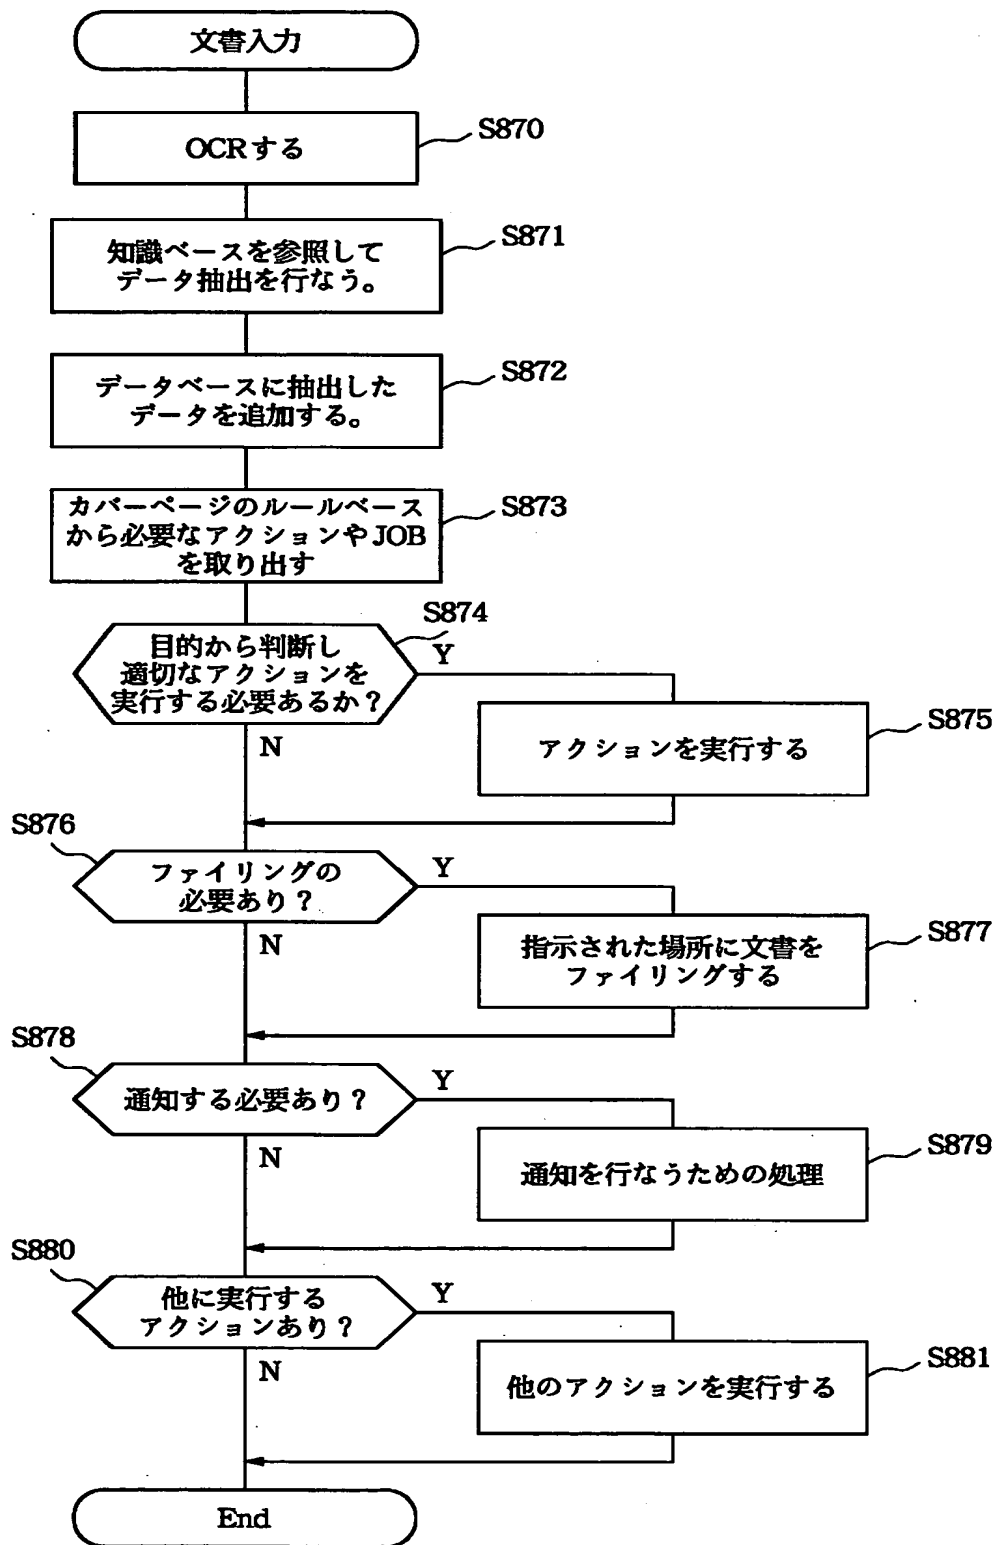 文書入力
OCRする
S870
知識ベースを参照して
データ抽出を行なう。
S871
データベースに抽出した
データを追加する。
S872
カバーページのルールベース
から必要なアクションやJOB
を取り出す
S873
目的から判断し
適切なアクションを
実行する必要あるか？
S874
Y
N
アクションを実行する
S875
S876
ファイリングの
必要あり？
Y
N
指示された場所に文書を
ファイリングする
S877
S878
通知する必要あり？
Y
N
通知を行なうための処理
S879
S880
他に実行する
アクションあり？
Y
N
他のアクションを実行する
S881
End